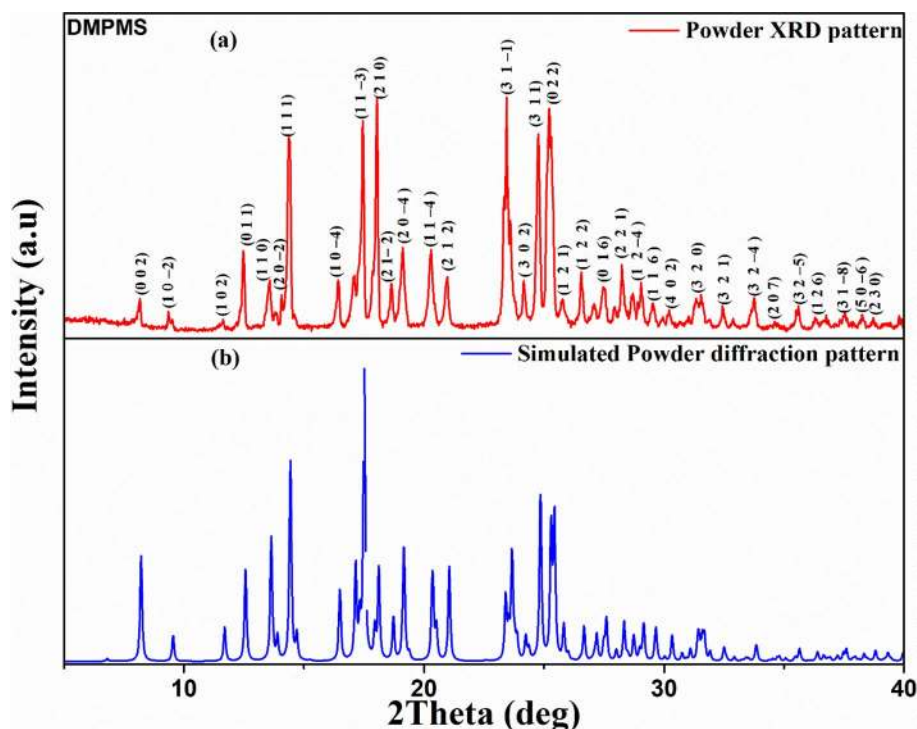 DMPMS
(a)
Powder XRD pattern
(0 0 2)
(1 0 −2)
(1 0 2)
(0 1 1)
(1 1 0)
(2 0 −2)
(1 1 1)
(1 0 −4)
(1 1 −3)
(2 1 0)
(2 1 −2)
(2 0 −4)
(1 1 −4)
(2 1 2)
(3 1 −1)
(3 0 2)
(3 1 1)
(0 2 2)
(1 2 1)
(1 2 2)
(0 1 6)
(2 2 1)
(1 2 −4)
(1 1 6)
(4 0 2)
(3 2 0)
(3 2 1)
(3 2 −4)
(2 0 7)
(3 2 −5)
(1 2 6)
(3 1 −8)
(5 0 −6)
(2 3 0)
Intensity (a.u)
(b)
Simulated Powder diffraction pattern
10
20
30
40
2Theta (deg)